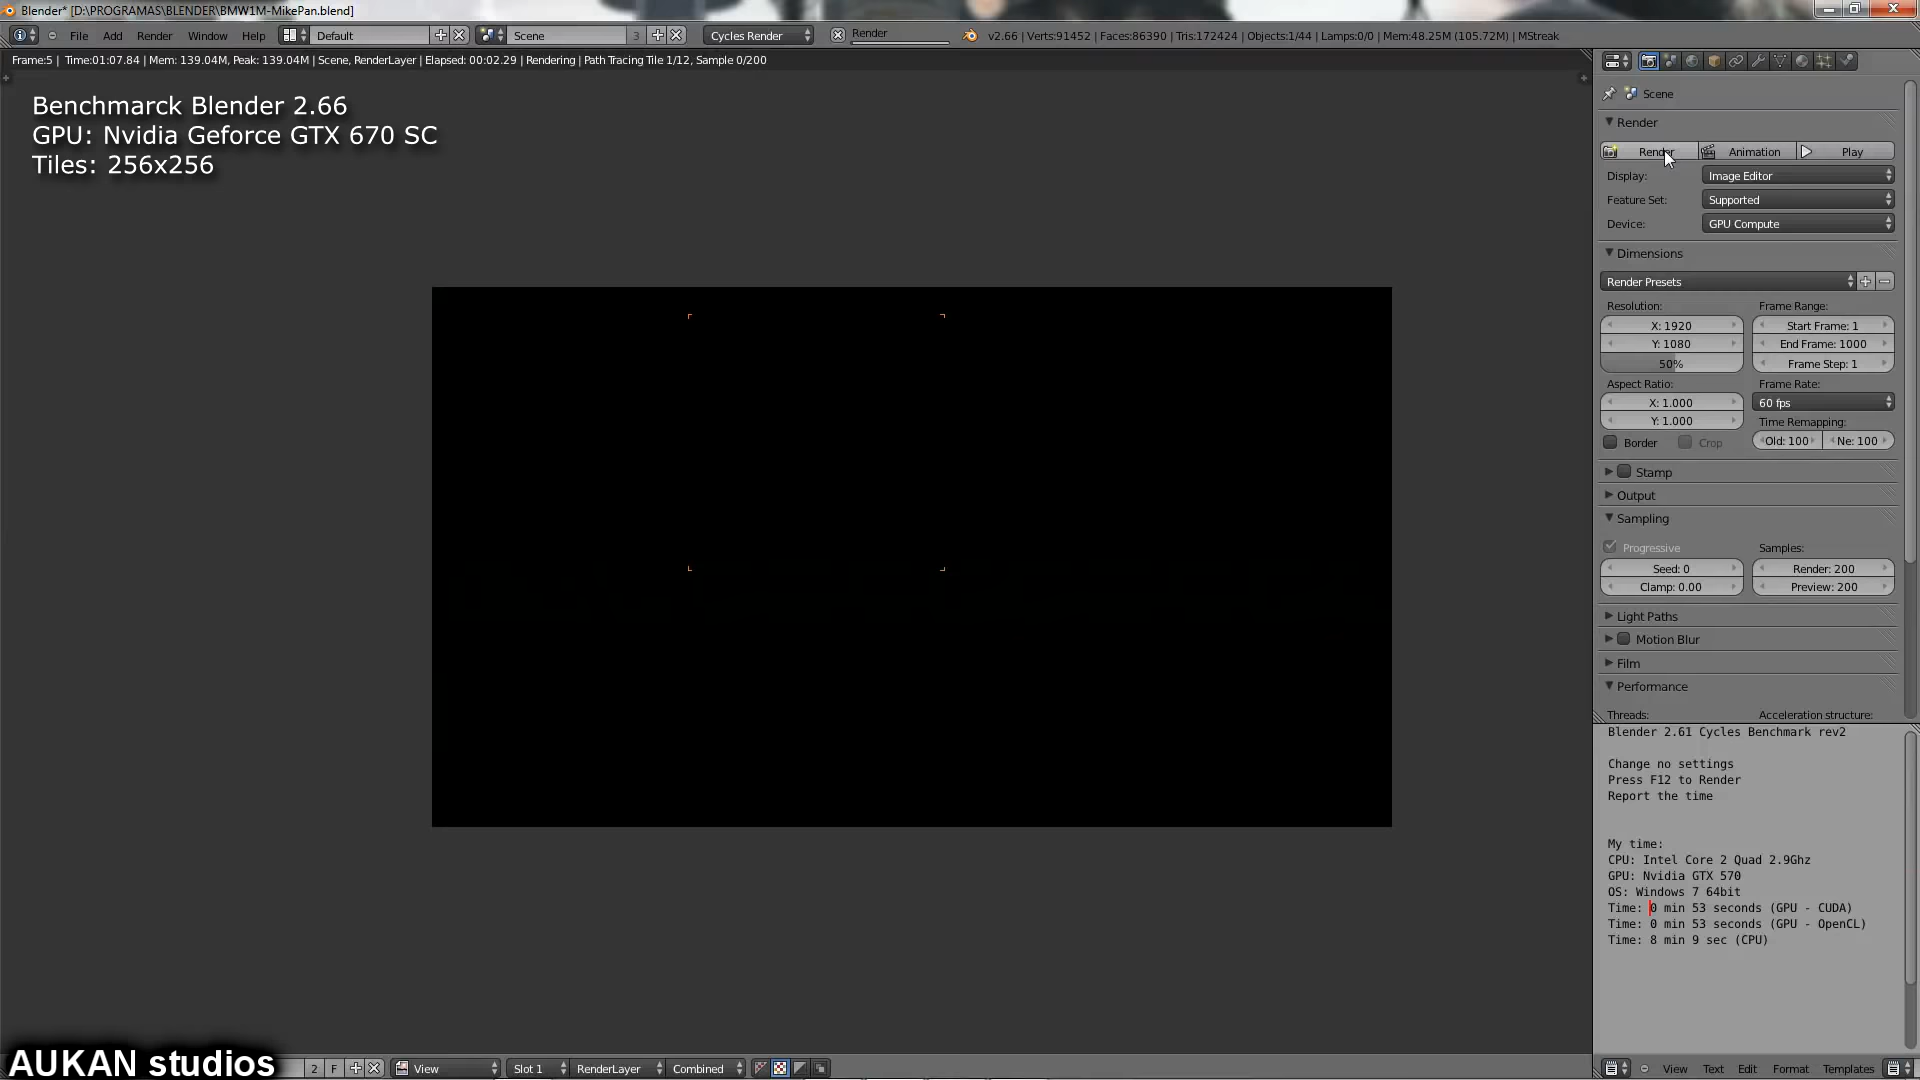 Blender* [D:\PROGRAMAS\BLENDER\BMW1M-MikePan.blend]
File Add Render Window Help Default Scene 3 Cycles Render Render v2.66 | Verts:91452 | Faces:86390 | Tris:172424 | Objects:1/44 | Lamps:0/0 | Mem:48.25M (105.72M) | MStreak
Frame:5 | Time:01:07.84 | Mem: 139.04M, Peak: 139.04M | Scene, RenderLayer | Elapsed: 00:02.29 | Rendering | Path Tracing Tile 1/12, Sample 0/200
Benchmarck Blender 2.66
GPU: Nvidia Geforce GTX 670 SC
Tiles: 256x256
Scene
Render
Render Animation Play
Display: Image Editor
Feature Set: Supported
Device: GPU Compute
Dimensions
Render Presets
Resolution: Frame Range:
X: 1920 Start Frame: 1
Y: 1080 End Frame: 1000
50% Frame Step: 1
Aspect Ratio: Frame Rate:
X: 1.000 60 fps
Y: 1.000 Time Remapping:
Border Crop Old: 100 Ne: 100
Stamp
Output
Sampling
Progressive Samples:
Seed: 0 Render: 200
Clamp: 0.00 Preview: 200
Light Paths
Motion Blur
Film
Performance
Threads: Acceleration structure:
Blender 2.61 Cycles Benchmark rev2
Change no settings
Press F12 to Render
Report the time
My time:
CPU: Intel Core 2 Quad 2.9Ghz
GPU: Nvidia GTX 570
OS: Windows 7 64bit
Time: 0 min 53 seconds (GPU - CUDA)
Time: 0 min 53 seconds (GPU - OpenCL)
Time: 8 min 9 sec (CPU)
AUKAN studios
2 F View Slot 1 RenderLayer Combined
View Text Edit Format Templates